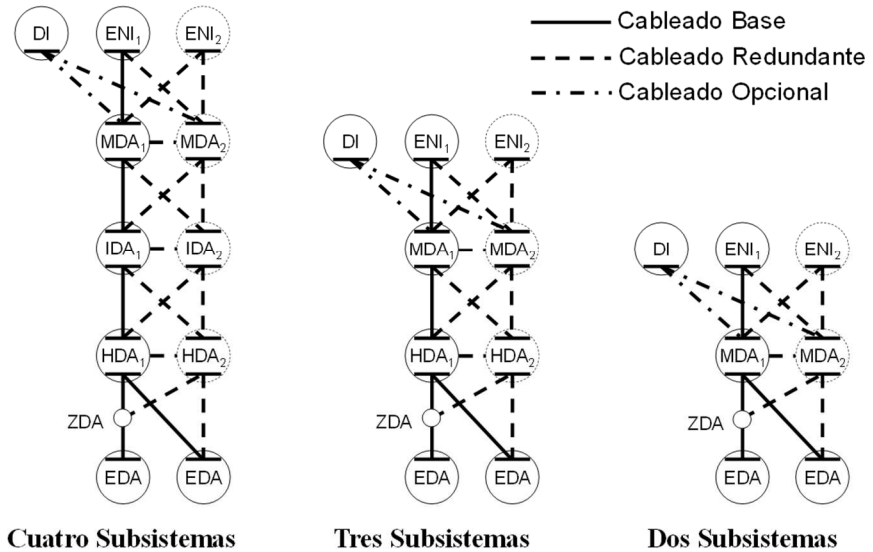 DI ENI₁ ENI₂
Cableado Base
Cableado Redundante
Cableado Opcional
MDA₁ MDA₂
IDA₁ IDA₂
HDA₁ HDA₂
ZDA
EDA EDA
Cuatro Subsistemas
DI ENI₁ ENI₂
MDA₁ MDA₂
HDA₁ HDA₂
ZDA
EDA EDA
Tres Subsistemas
DI ENI₁ ENI₂
MDA₁ MDA₂
ZDA
EDA EDA
Dos Subsistemas